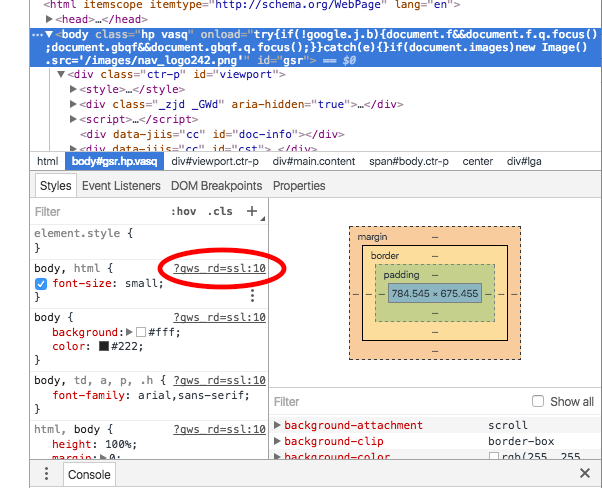 <html itemscope itemtype="http://schema.org/WebPage" lang="en">
▶<head>…</head>
…▼<body class="hp vasq" onload="try{if(!google.j.b){document.f&&document.f.q.focus()
;document.gbqf&&document.gbqf.q.focus();}}catch(e){}if(document.images)new Image()
.src='/images/nav_logo242.png'" id="gsr"> == $0
▼<div class="ctr-p" id="viewport">
▶<style>…</style>
▶<div class="_zjd _GWd" aria-hidden="true">…</div>
▶<script>…</script>
<div data-jiis="cc" id="doc-info"></div>
▶<div data-jiis="cc" id="cst"> </div>
html body#gsr.hp.vasq div#viewport.ctr-p div#main.content span#body.ctr-p center div#lga
Styles Event Listeners DOM Breakpoints Properties
Filter :hov .cls +
element.style {
}
body, html { ?gws_rd=ssl:10
font-size: small;
}
body { ?gws_rd=ssl:10
background:▶ #fff;
color: #222;
}
body, td, a, p, .h { ?gws_rd=ssl:10
font-family: arial,sans-serif;
}
html, body { ?gws_rd=ssl:10
height: 100%;
margin:▶0;
margin –
border –
padding –
– – – 784.545 × 675.455 – – –
–
–
–
Filter Show all
▶background-attachment scroll
▶background-clip border-box
▶background-color rgb(255, 255,
Console ×